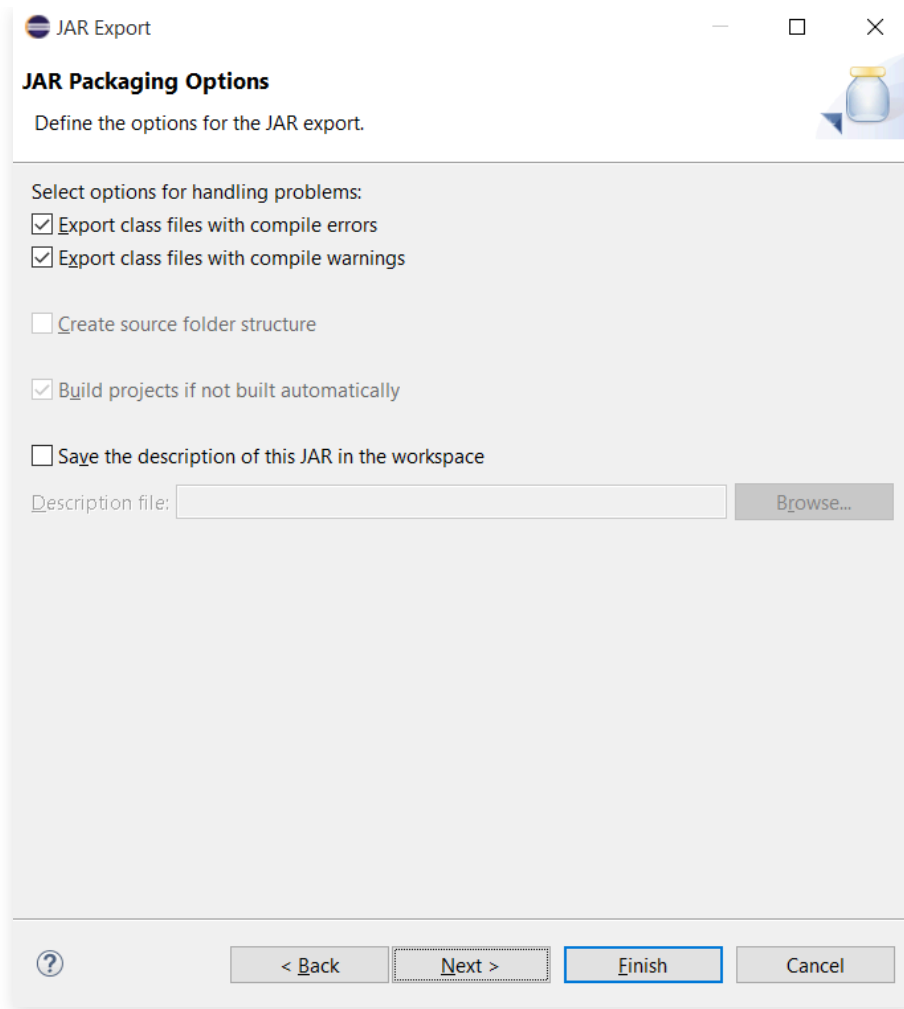 JAR Export
JAR Packaging Options
Define the options for the JAR export.
Select options for handling problems:
Export class files with compile errors
Export class files with compile warnings
Create source folder structure
Build projects if not built automatically
Save the description of this JAR in the workspace
Description file: Browse...
? < Back Next > Finish Cancel